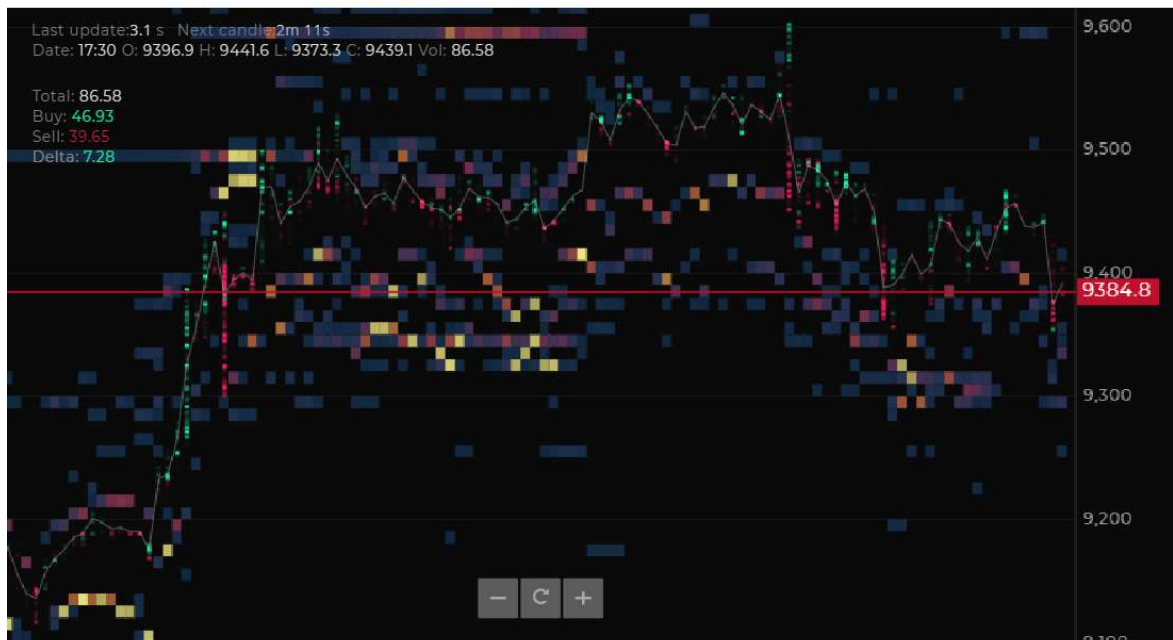 Last update:3.1 s Next candle:2m 11s
Date: 17:30 O: 9396.9 H: 9441.6 L: 9373.3 C: 9439.1 Vol: 86.58
Total: 86.58
Buy: 46.93
Sell: 39.65
Delta: 7.28
9,600
9,500
9,400
9384.8
9,300
9,200